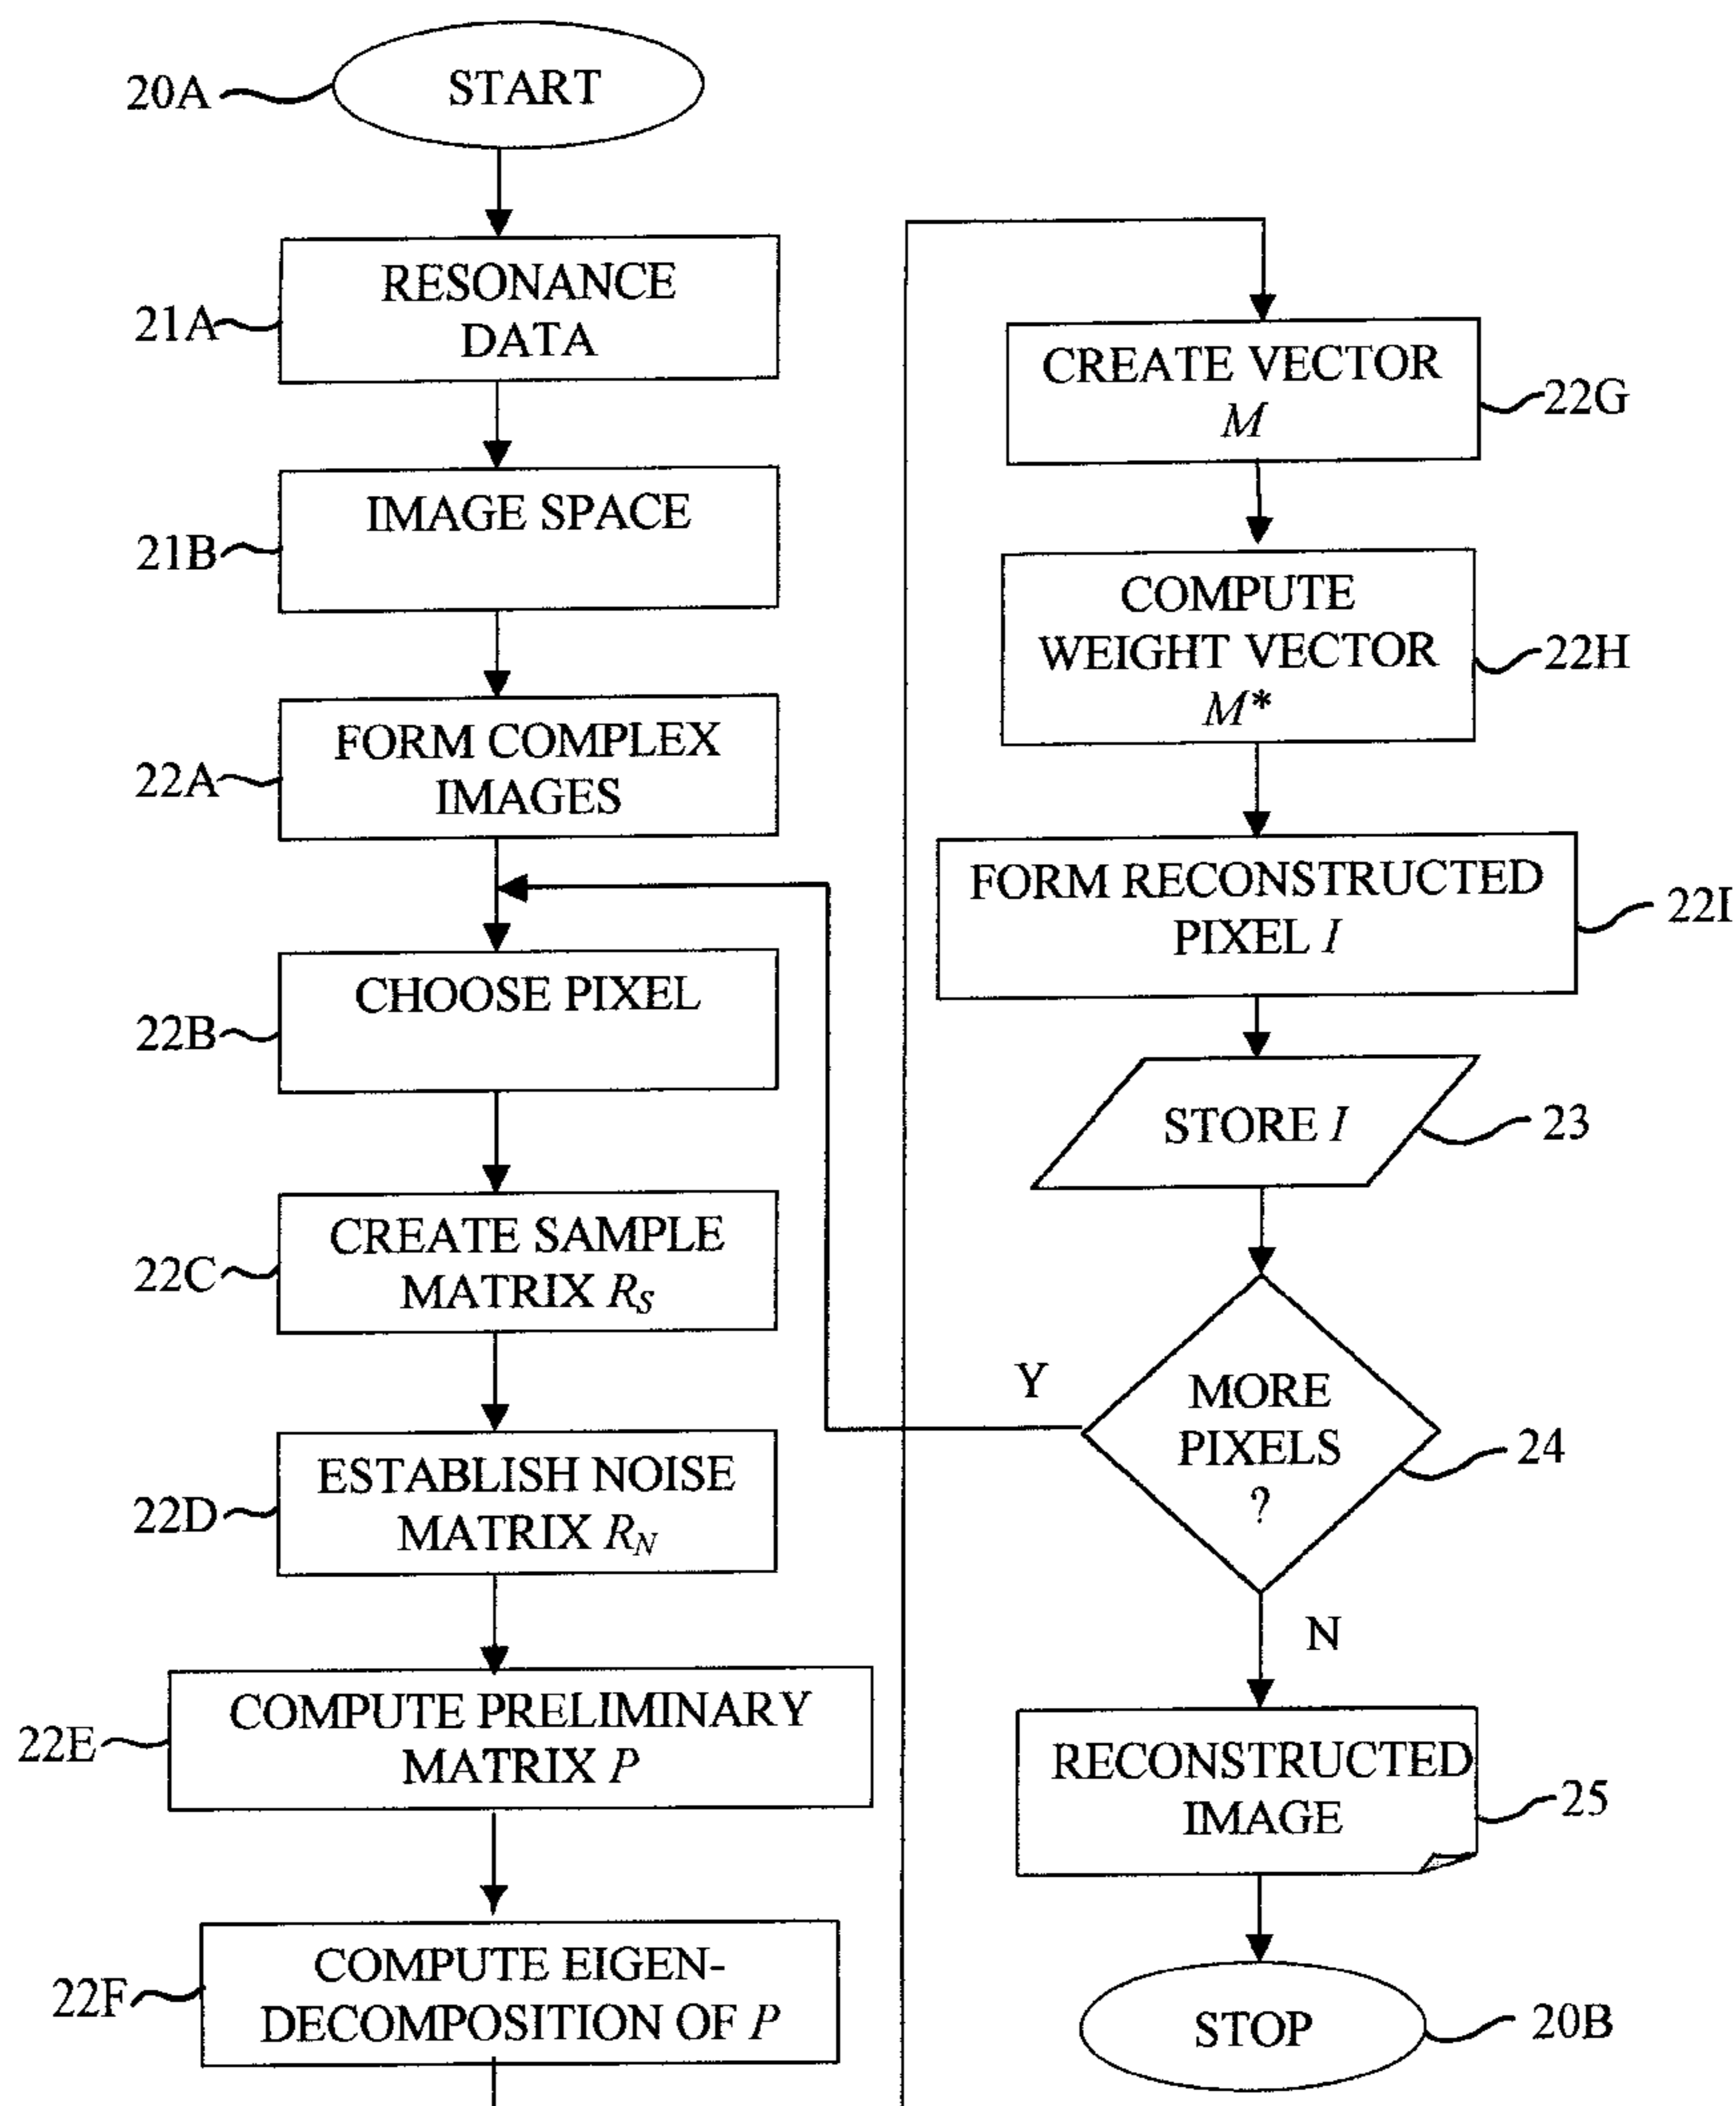 START
20A
RESONANCE
DATA
21A
IMAGE SPACE
21B
FORM COMPLEX
IMAGES
22A
CHOOSE PIXEL
22B
CREATE SAMPLE
MATRIX R_S
22C
ESTABLISH NOISE
MATRIX R_N
22D
COMPUTE PRELIMINARY
MATRIX P
22E
COMPUTE EIGEN-
DECOMPOSITION OF P
22F
CREATE VECTOR
M
22G
COMPUTE
WEIGHT VECTOR
M*
22H
FORM RECONSTRUCTED
PIXEL I
22I
STORE I
23
MORE
PIXELS
?
24
Y
N
RECONSTRUCTED
IMAGE
25
STOP
20B